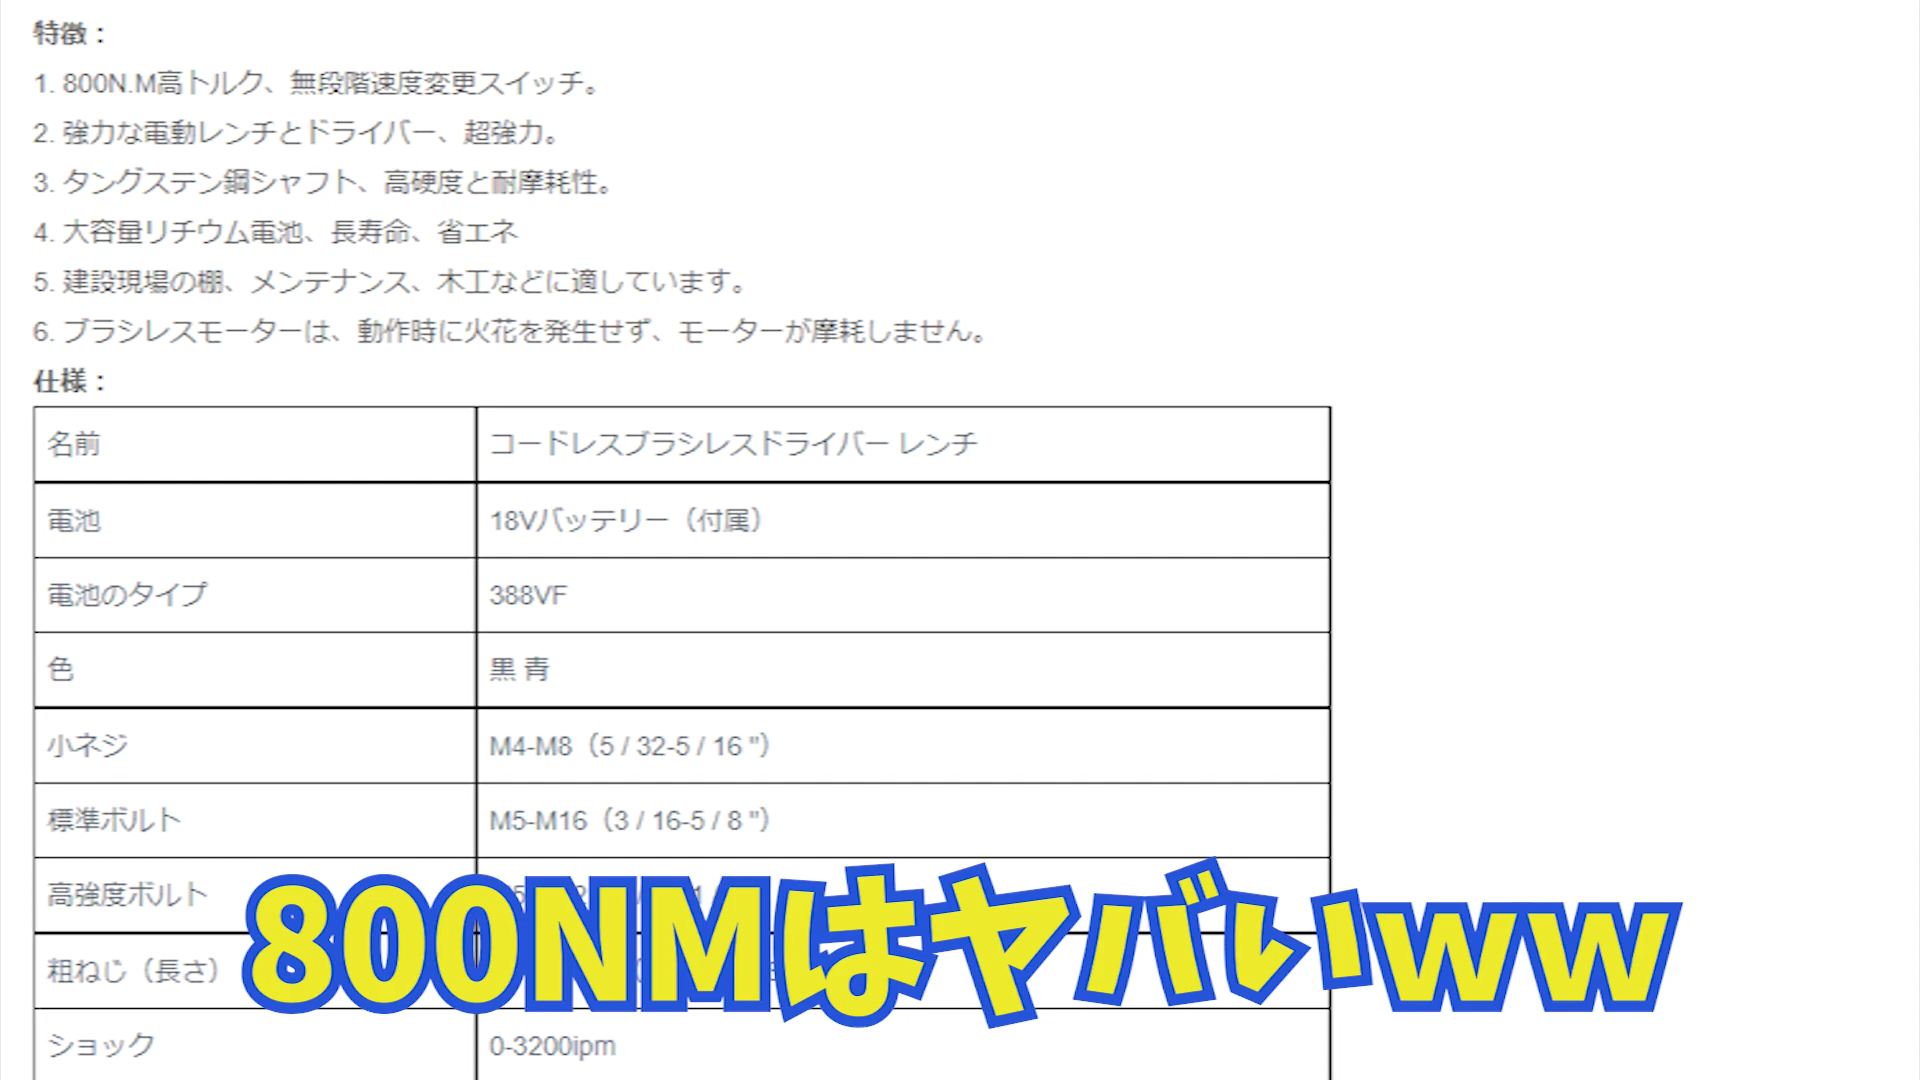 特徴：
1. 800N.M高トルク、無段階速度変更スイッチ。
2. 強力な電動レンチとドライバー、超強力。
3. タングステン鋼シャフト、高硬度と耐摩耗性。
4. 大容量リチウム電池、長寿命、省エネ
5. 建設現場の棚、メンテナンス、木工などに適しています。
6. ブラシレスモーターは、動作時に火花を発生せず、モーターが摩耗しません。
仕様：
名前 コードレスブラシレスドライバー レンチ
電池 18Vバッテリー（付属）
電池のタイプ 388VF
色 黒 青
小ネジ M4-M8（5 / 32-5 / 16 "）
標準ボルト M5-M16（3 / 16-5 / 8 "）
高強度ボルト
粗ねじ（長さ）
800NMはヤバいww
ショック 0-3200ipm